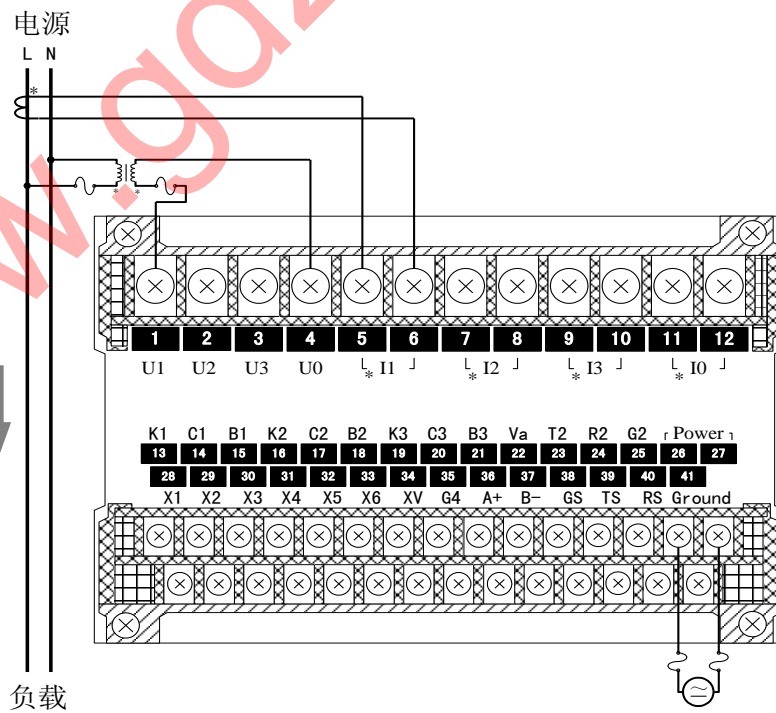 电源
L N
*
* *
1 2 3 4 5 6 7 8 9 10 11 12
U1 U2 U3 U0 * I1 * I2 * I3 * I0
K1 C1 B1 K2 C2 B2 K3 C3 B3 Va T2 R2 G2 Power
13 14 15 16 17 18 19 20 21 22 23 24 25 26 27
28 29 30 31 32 33 34 35 36 37 38 39 40 41
X1 X2 X3 X4 X5 X6 XV G4 A+ B- GS TS RS Ground
负载
w.gdz